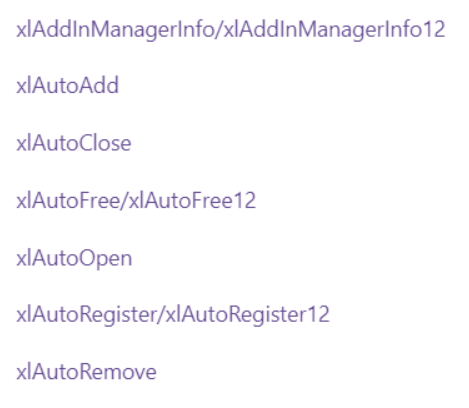 xlAddInManagerInfo/xlAddInManagerInfo12
xlAutoAdd
xlAutoClose
xlAutoFree/xlAutoFree12
xlAutoOpen
xlAutoRegister/xlAutoRegister12
xlAutoRemove